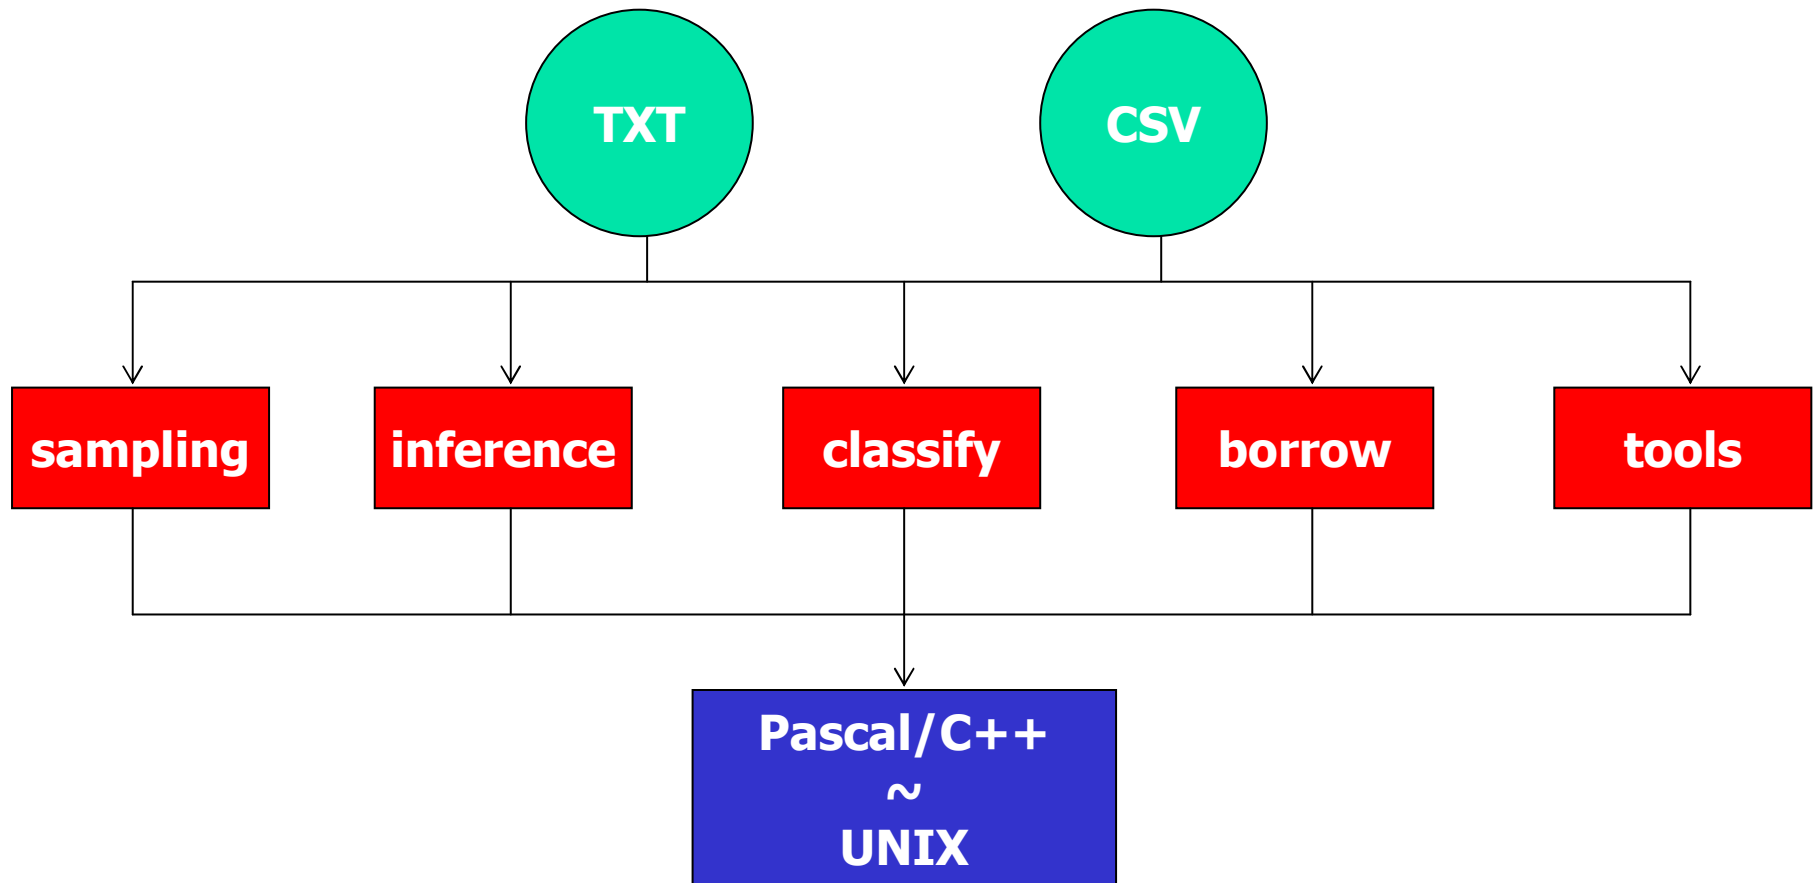 TXT
CSV
sampling
inference
classify
borrow
tools
Pascal/C++
~
UNIX